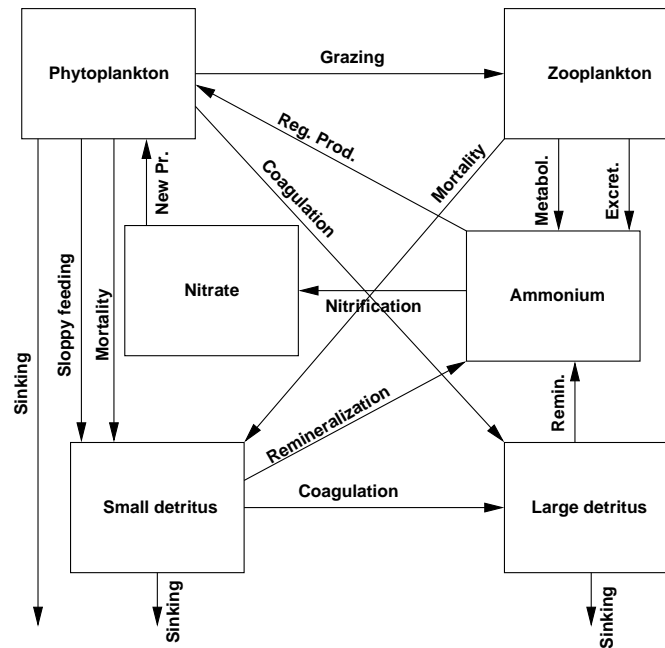 Phytoplankton
Grazing
Zooplankton
Reg. Prod.
New Pr.
Coagulation
Mortality
Metabol.
Excret.
Nitrate
Nitrification
Ammonium
Sinking
Sloppy feeding
Mortality
Remineralization
Remin.
Small detritus
Coagulation
Large detritus
Sinking
Sinking